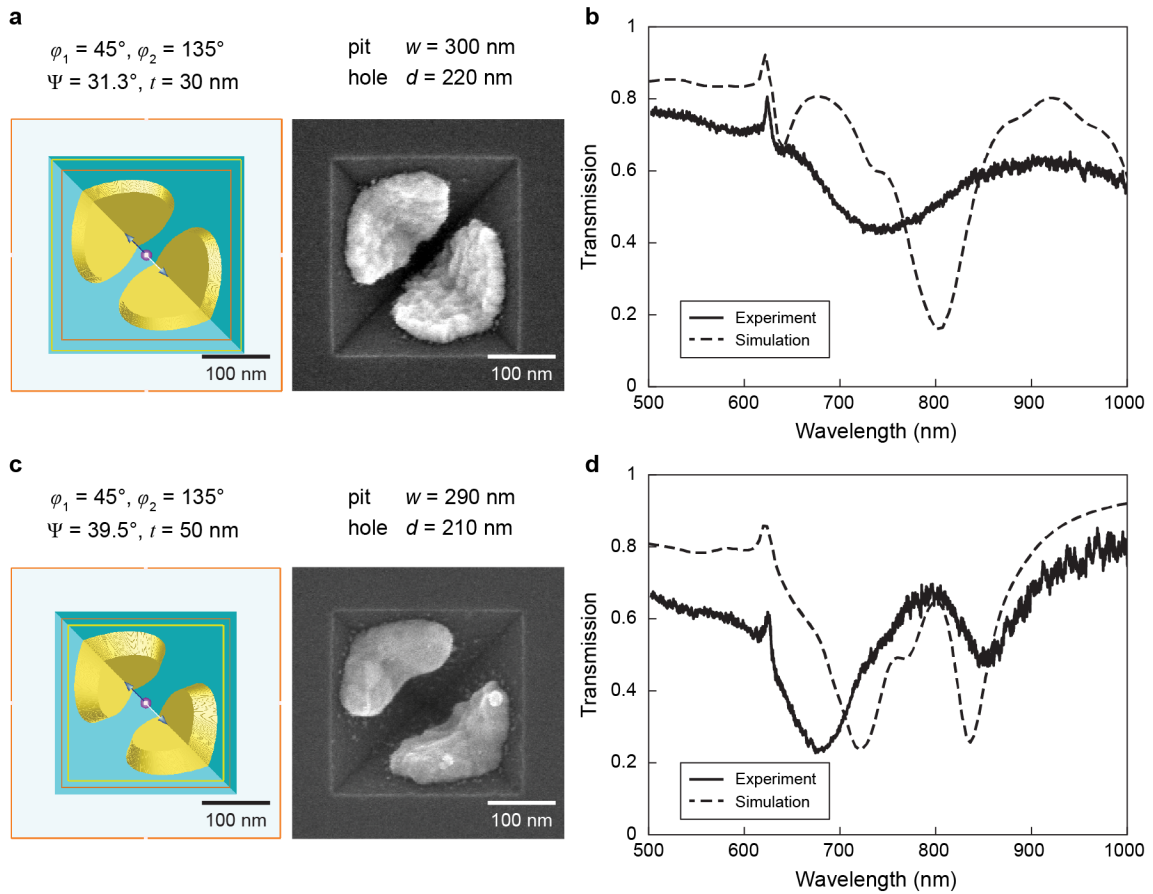 a
φ1 = 45°, φ2 = 135°
Ψ = 31.3°, t = 30 nm
pit w = 300 nm
hole d = 220 nm
100 nm
100 nm
b
1
0.8
0.6
0.4
0.2
0
Transmission
Experiment
Simulation
500 600 700 800 900 1000
Wavelength (nm)
c
φ1 = 45°, φ2 = 135°
Ψ = 39.5°, t = 50 nm
pit w = 290 nm
hole d = 210 nm
100 nm
100 nm
d
1
0.8
0.6
0.4
0.2
0
Transmission
Experiment
Simulation
500 600 700 800 900 1000
Wavelength (nm)